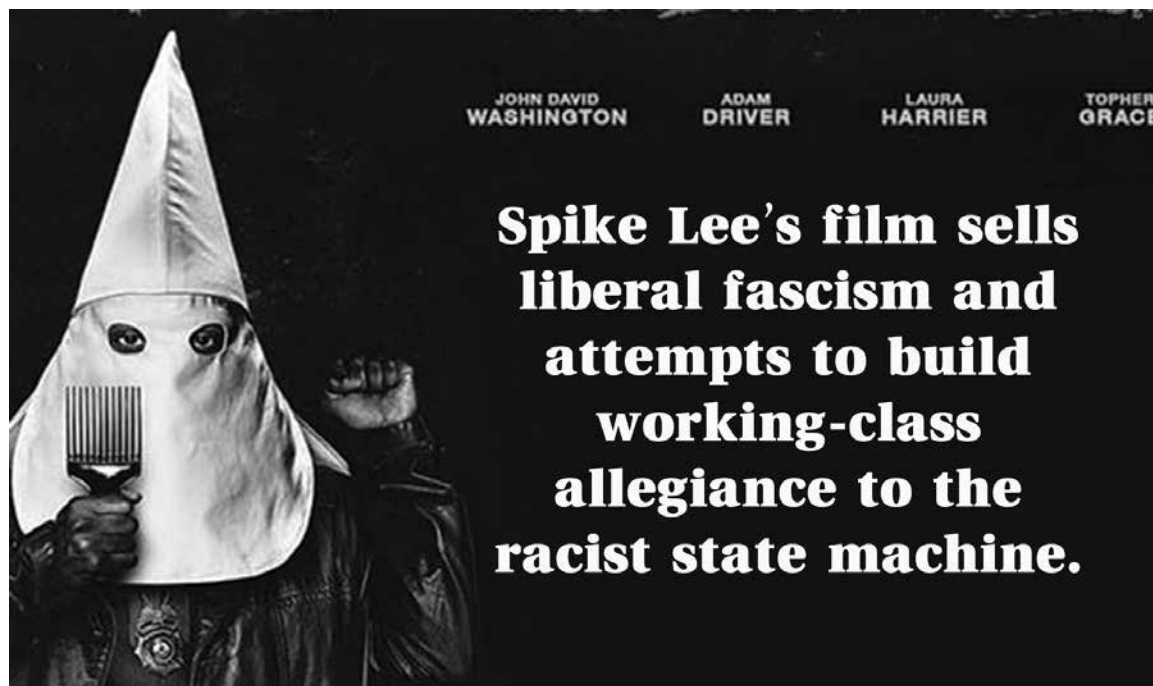 JOHN DAVID WASHINGTON
ADAM DRIVER
LAURA HARRIER
TOPHER GRACE
Spike Lee’s film sells
liberal fascism and
attempts to build
working-class
allegiance to the
racist state machine.